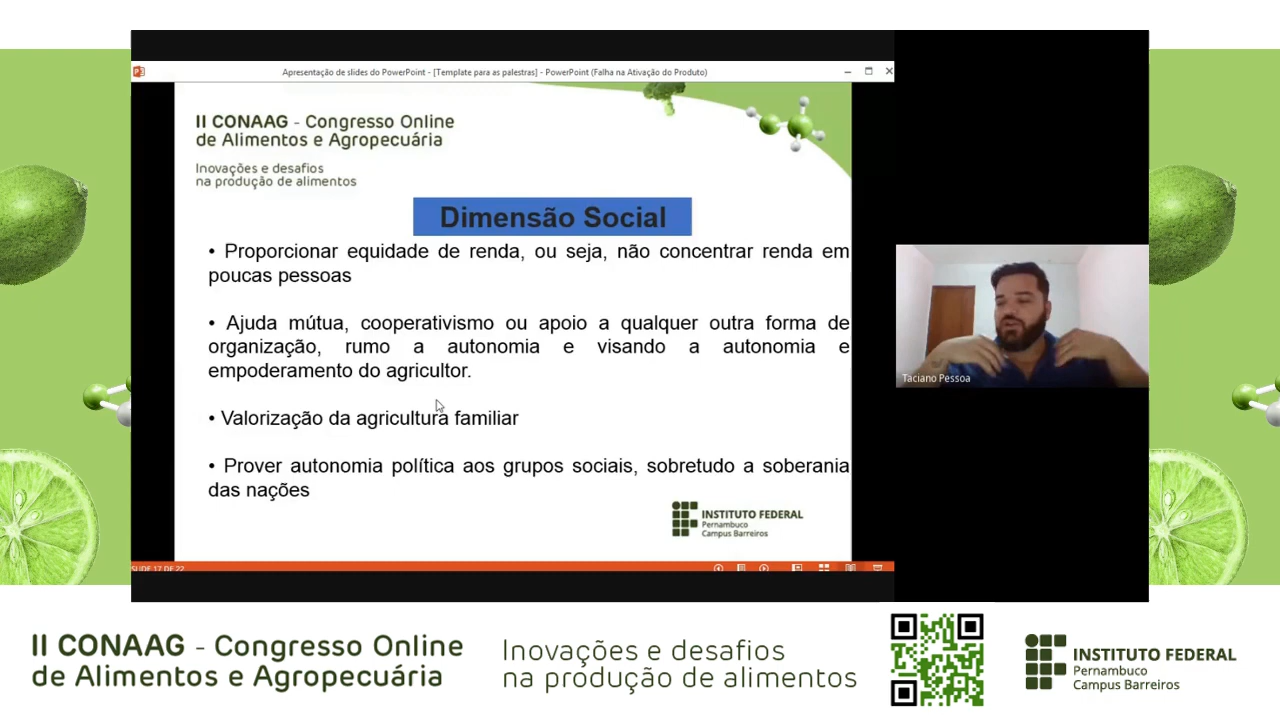 Apresentação de slides do PowerPoint - [Template para as palestras] - PowerPoint (Falha na Ativação do Produto)
II CONAAG - Congresso Online
de Alimentos e Agropecuária
Inovações e desafios
na produção de alimentos
Dimensão Social
• Proporcionar equidade de renda, ou seja, não concentrar renda em
poucas pessoas
• Ajuda mútua, cooperativismo ou apoio a qualquer outra forma de
organização, rumo a autonomia e visando a autonomia e
empoderamento do agricultor.
• Valorização da agricultura familiar
• Prover autonomia política aos grupos sociais, sobretudo a soberania
das nações
INSTITUTO FEDERAL
Pernambuco
Campus Barreiros
SLIDE 17 DE 22
Taciano Pessoa
II CONAAG - Congresso Online
de Alimentos e Agropecuária
Inovações e desafios
na produção de alimentos
INSTITUTO FEDERAL
Pernambuco
Campus Barreiros